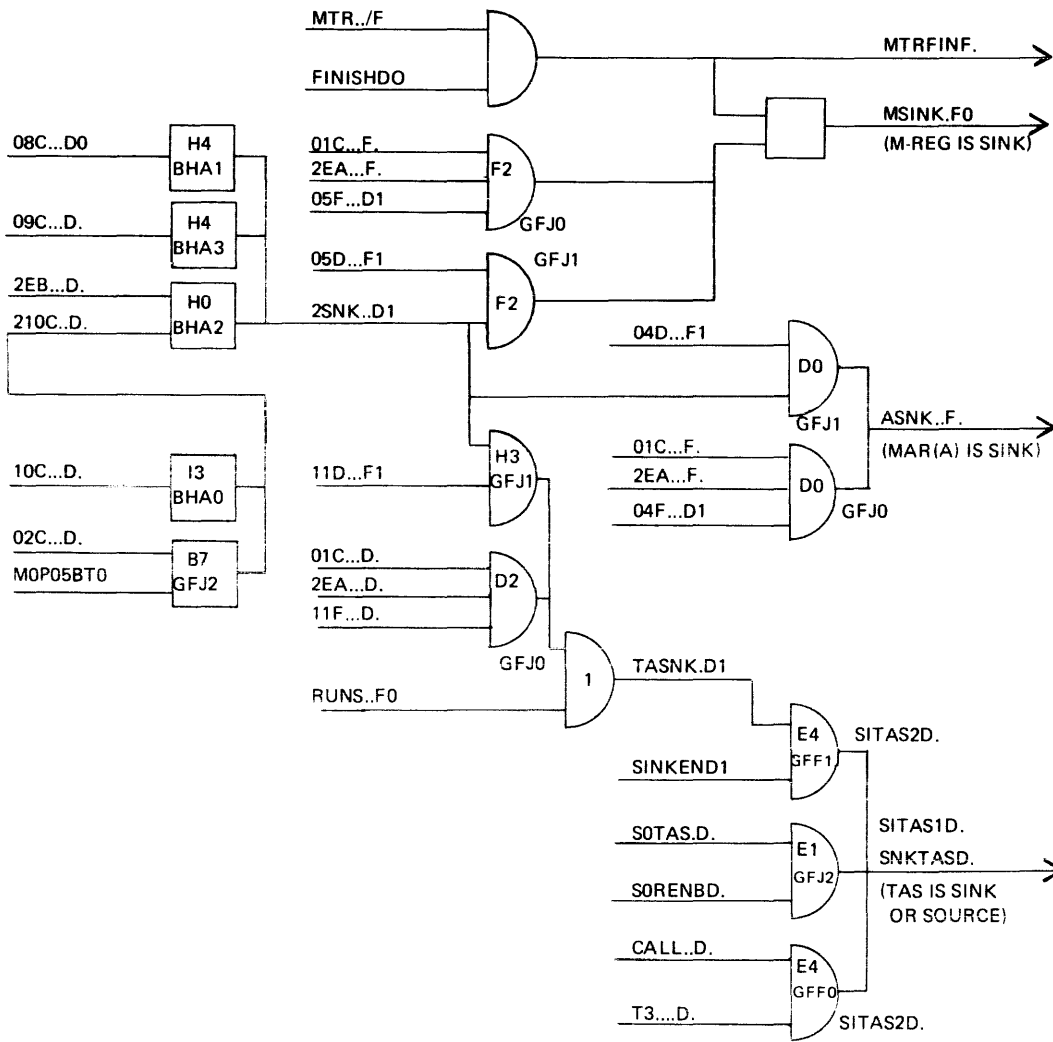 MTR../F
FINISHDO
MTRFINF.
MSINK.F0
(M-REG IS SINK)
08C...D0
H4
BHA1
01C...F.
2EA...F.
05F...D1
F2
GFJ0
09C...D.
H4
BHA3
GFJ1
05D...F1
F2
2EB...D.
210C..D.
H0
BHA2
2SNK..D1
04D...F1
D0
GFJ1
ASNK..F.
(MAR(A) IS SINK)
01C...F.
2EA...F.
04F...D1
D0
GFJ0
10C...D.
I3
BHA0
11D...F1
H3
GFJ1
02C...D.
M0P05BT0
B7
GFJ2
01C...D.
2EA...D.
11F...D.
D2
GFJ0
RUNS..F0
1
TASNK.D1
E4
GFF1
SITAS2D.
SINKEND1
S0TAS.D.
E1
GFJ2
S0RENBD.
SITAS1D.
SNKTASD.
(TAS IS SINK
OR SOURCE)
CALL..D.
E4
GFF0
T3....D.
SITAS2D.